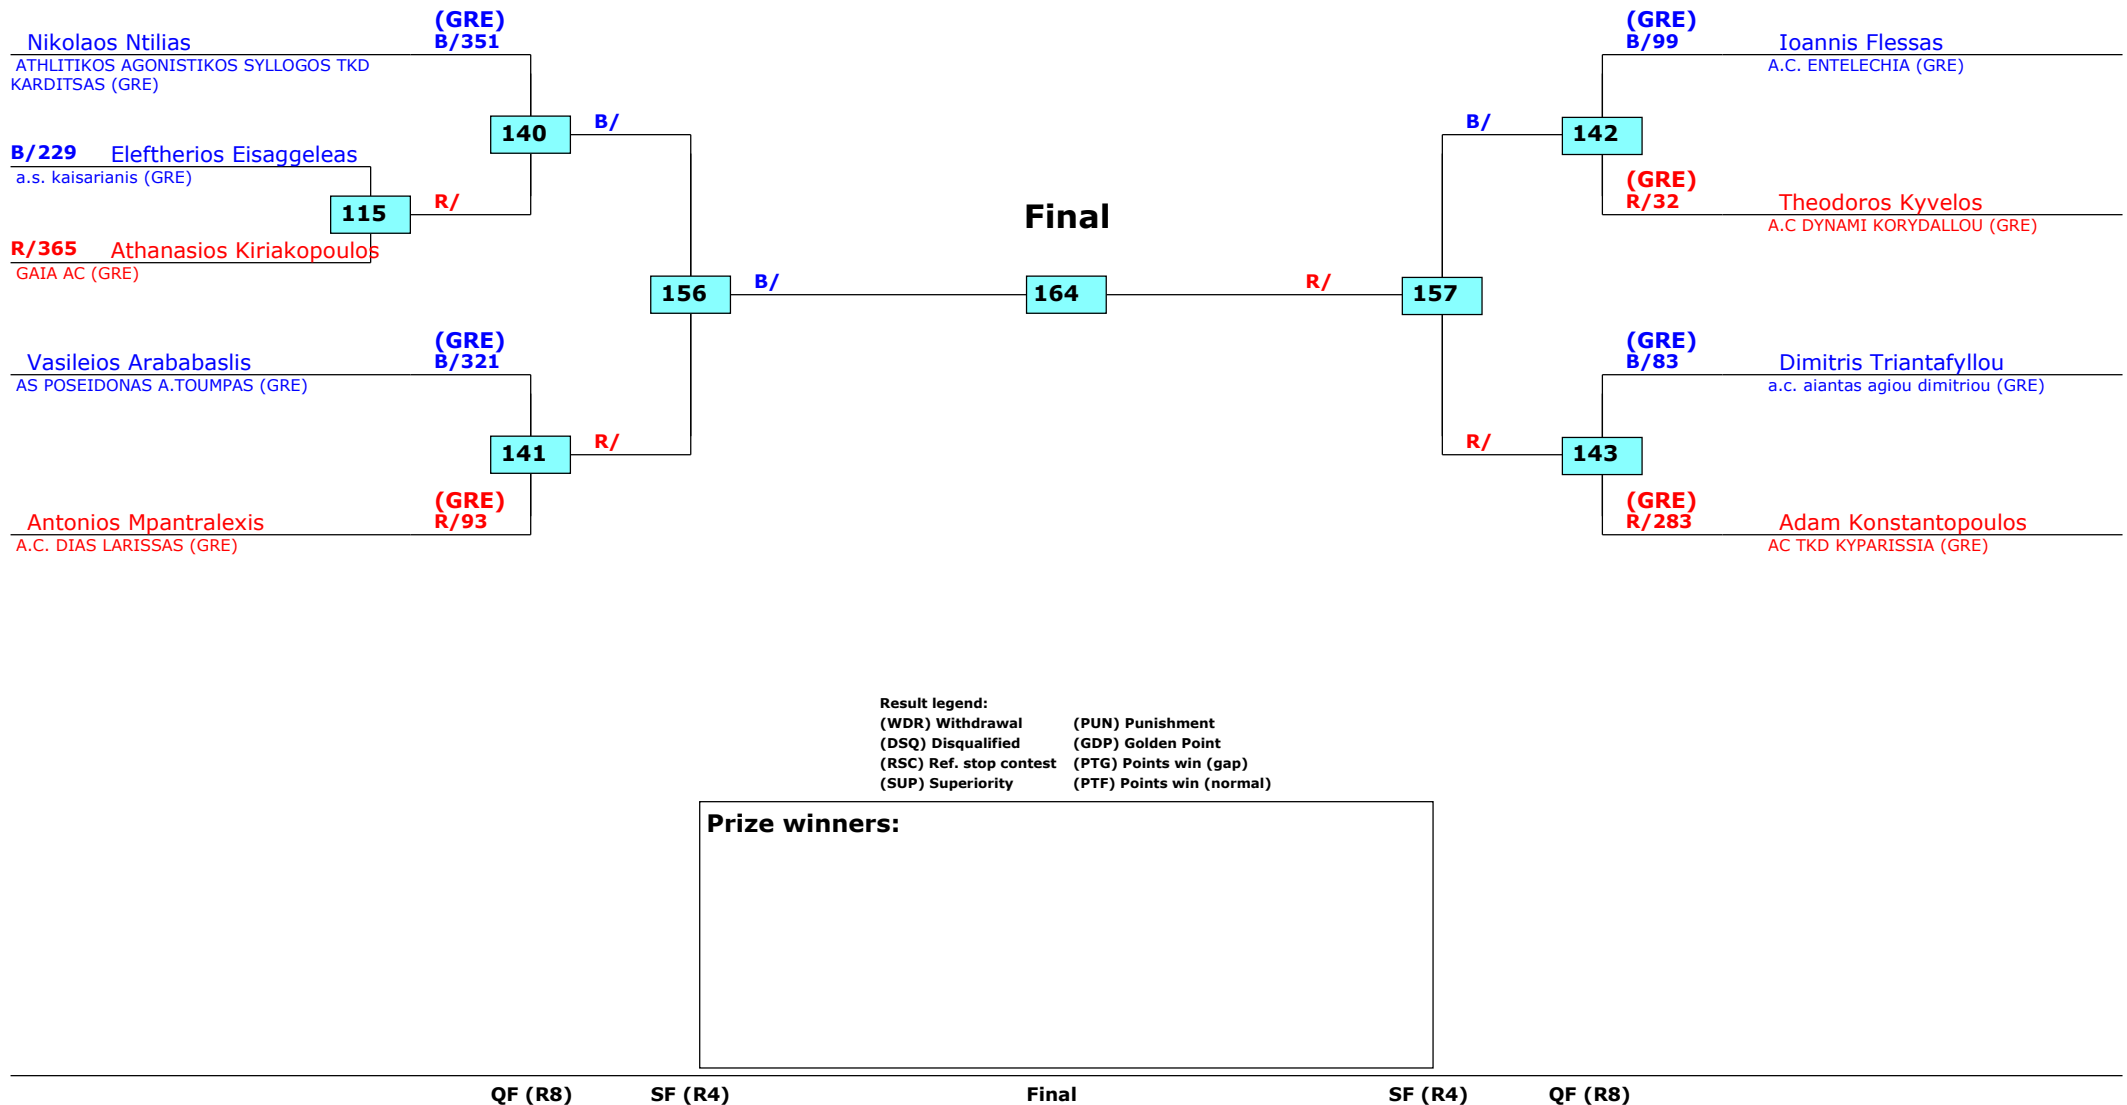 (GRE)
Nikolaos Ntilias B/351
ATHLITIKOS AGONISTIKOS SYLLOGOS TKD
KARDITSAS (GRE)
140 B/
B/229 Eleftherios Eisaggeleas
a.s. kaisarianis (GRE)
115 R/
R/365 Athanasios Kiriakopoulos
GAIA AC (GRE)
156 B/
(GRE)
Vasileios Arababaslis B/321
AS POSEIDONAS A.TOUMPAS (GRE)
141 R/
(GRE)
Antonios Mpantralexis R/93
A.C. DIAS LARISSAS (GRE)
Final
164
(GRE)
B/99 Ioannis Flessas
A.C. ENTELECHIA (GRE)
B/ 142
(GRE)
R/32 Theodoros Kyvelos
A.C DYNAMI KORYDALLOU (GRE)
R/ 157
(GRE)
B/83 Dimitris Triantafyllou
a.c. aiantas agiou dimitriou (GRE)
R/ 143
(GRE)
R/283 Adam Konstantopoulos
AC TKD KYPARISSIA (GRE)
Result legend:
(WDR) Withdrawal (PUN) Punishment
(DSQ) Disqualified (GDP) Golden Point
(RSC) Ref. stop contest (PTG) Points win (gap)
(SUP) Superiority (PTF) Points win (normal)
Prize winners:
QF (R8) SF (R4) Final SF (R4) QF (R8)